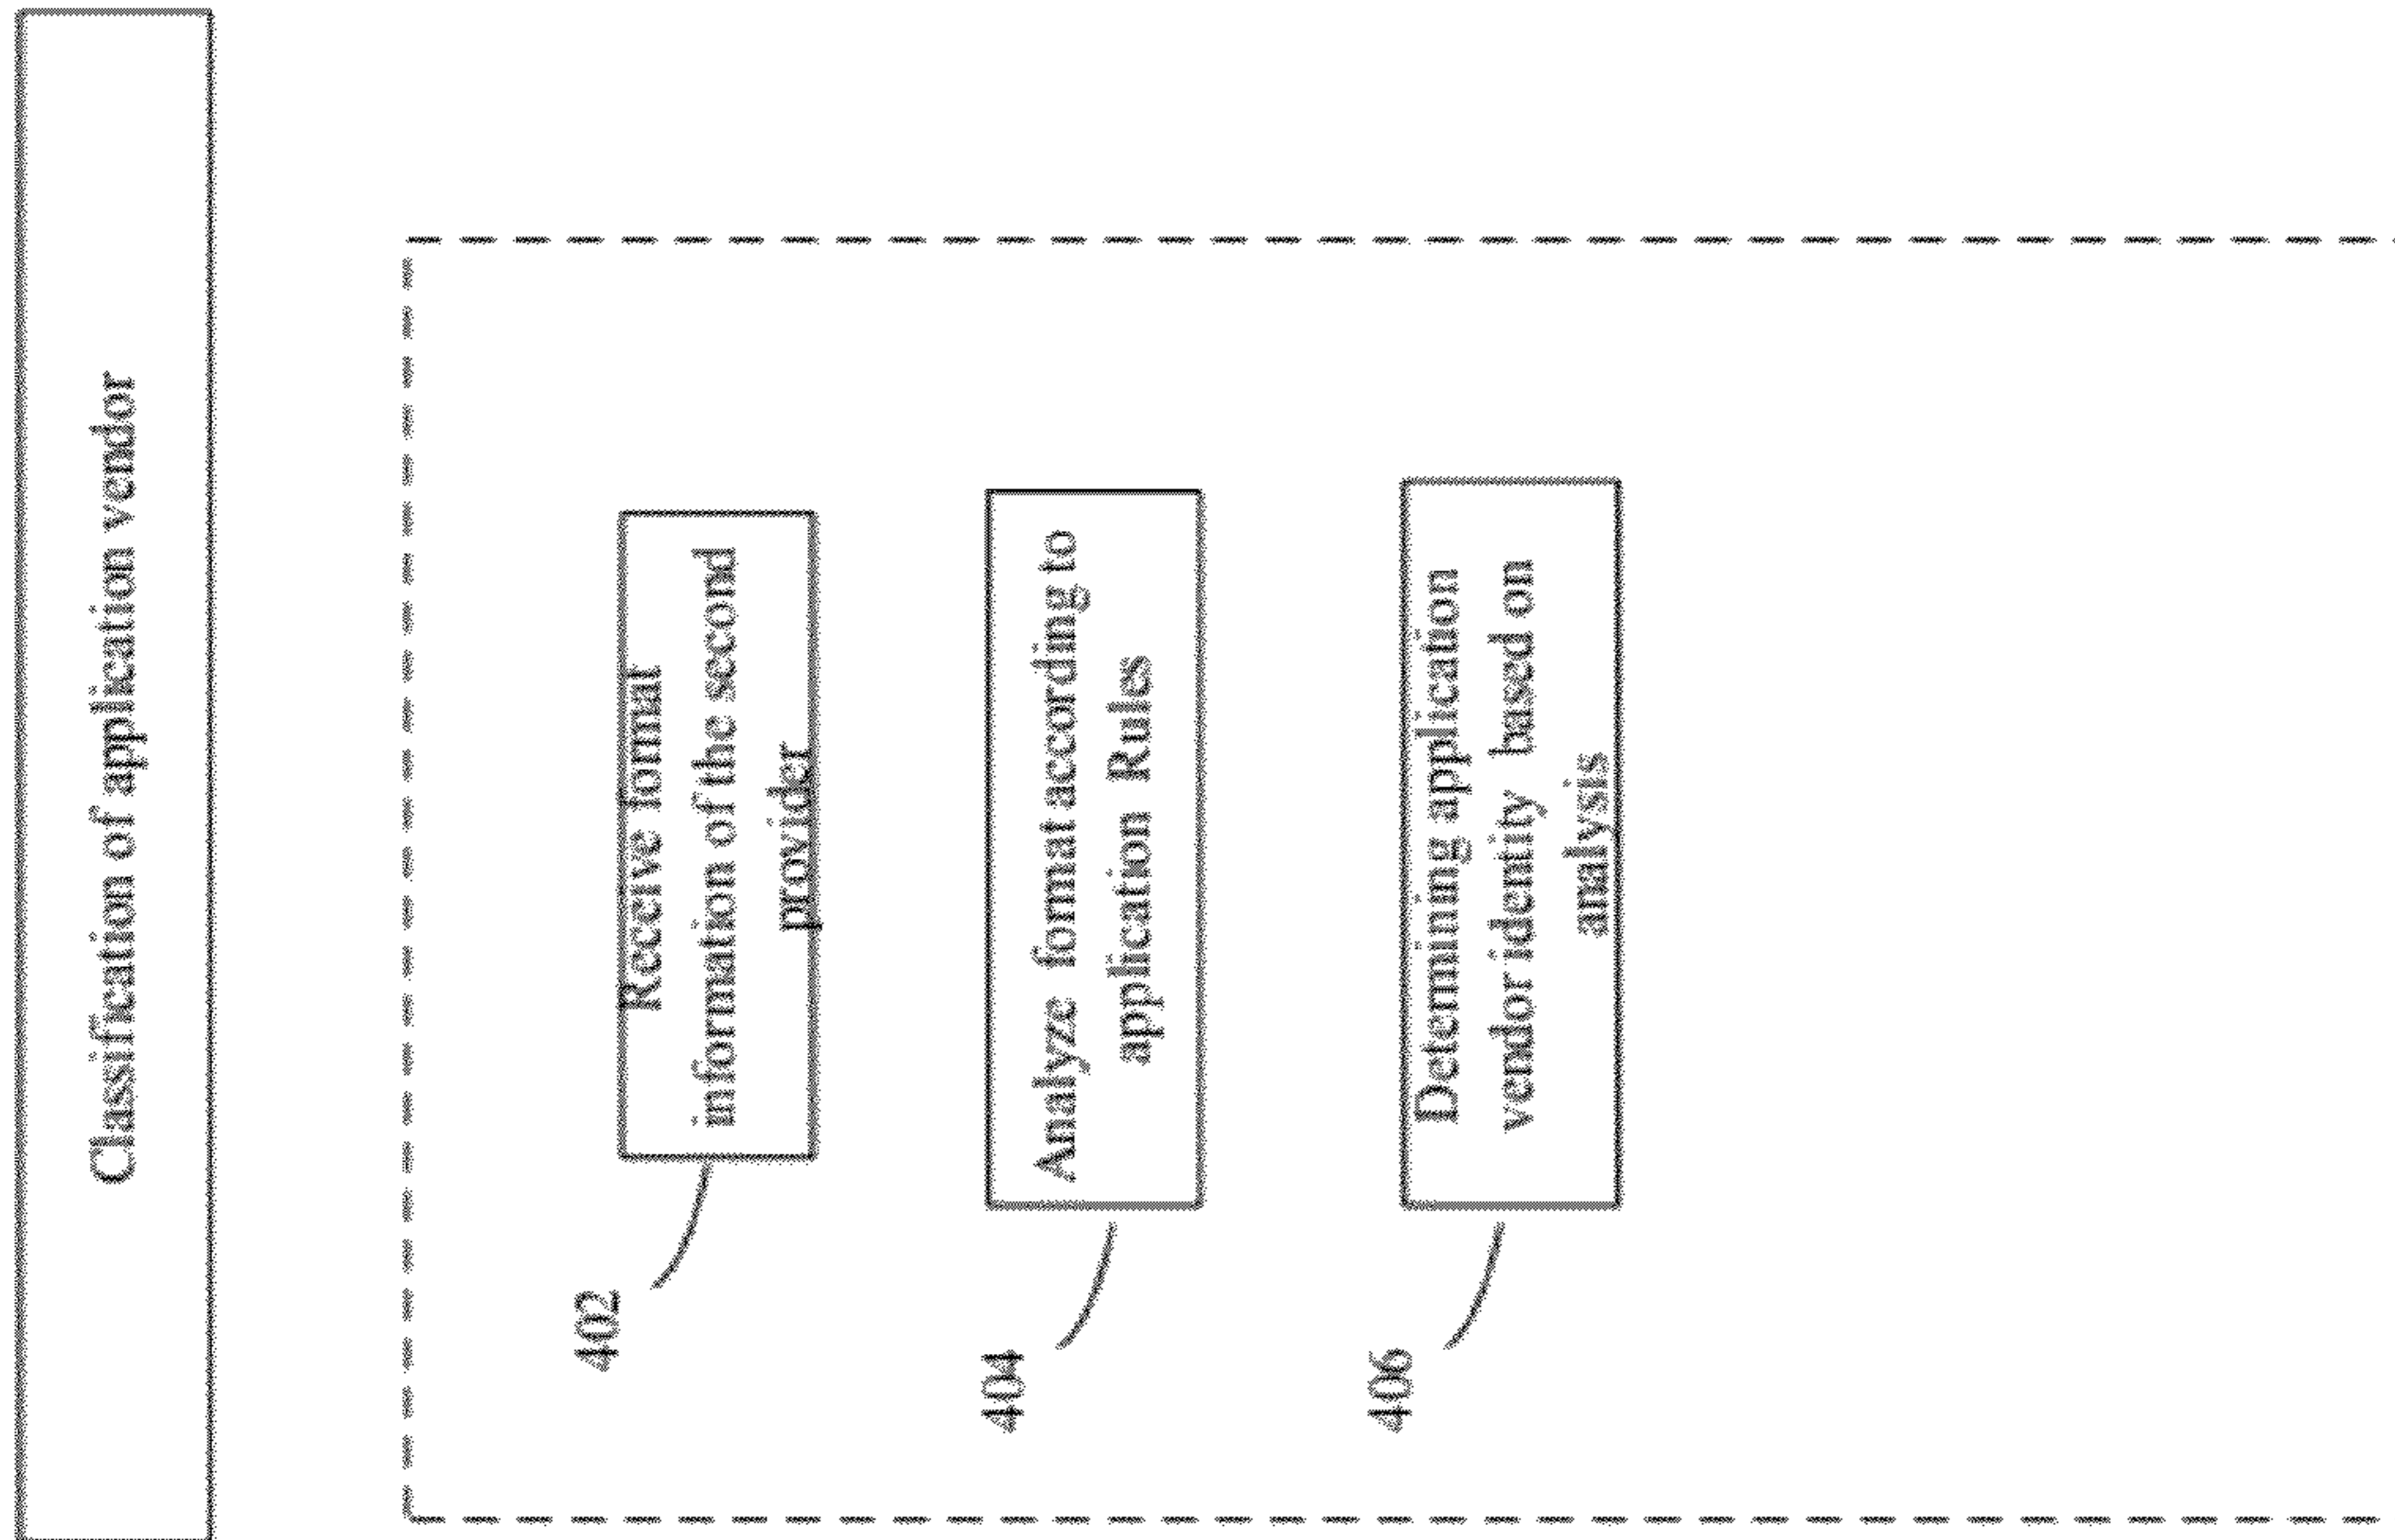 Classification of application vendor
Receive format
information of the second
provider
402
Analyze format according to
application Rules
404
Determining application
vendor identity based on
analysis
406